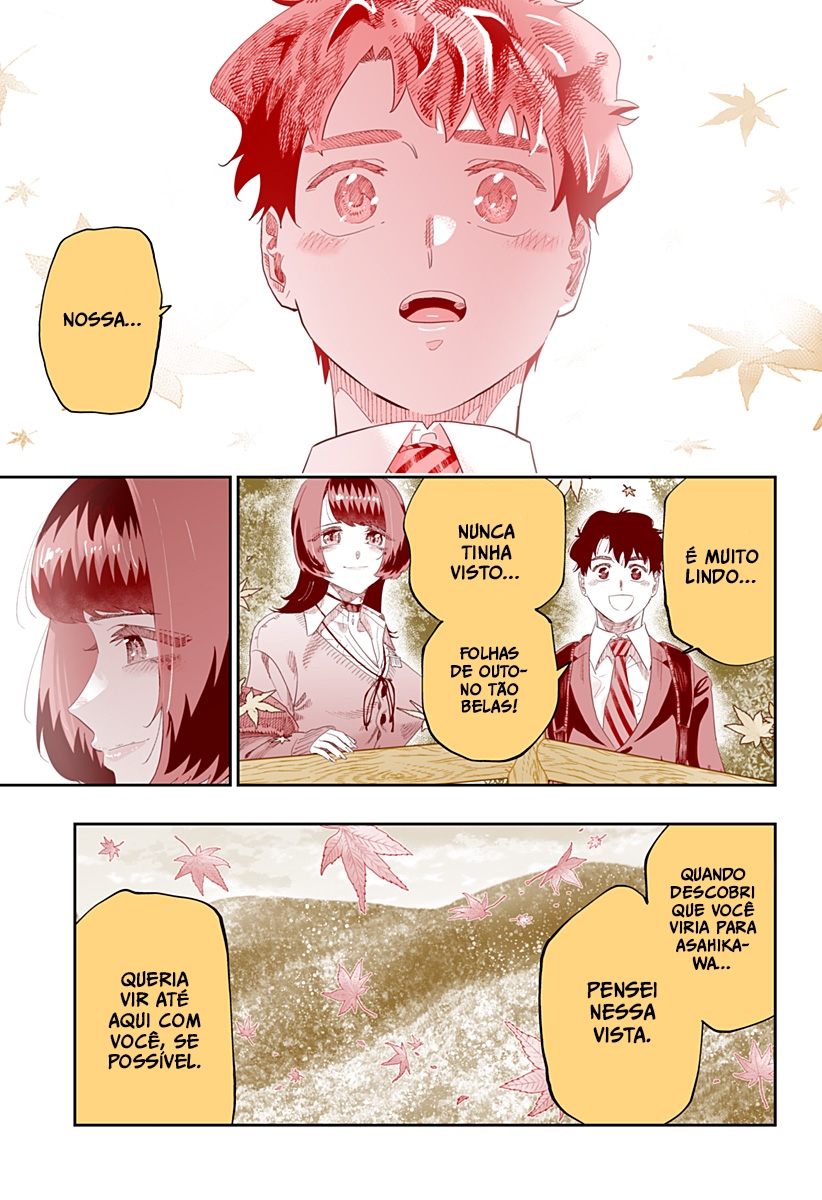 NOSSA...
É MUITO
LINDO...
NUNCA
TINHA
VISTO...
FOLHAS
DE OUTO-
NO TÃO
BELAS!
QUANDO
DESCOBRI
QUE VOCÊ
VIRIA PARA
ASAHIKA-
WA...
PENSEI
NESSA
VISTA.
QUERIA
VIR ATÉ
AQUI COM
VOCÊ, SE
POSSÍVEL.